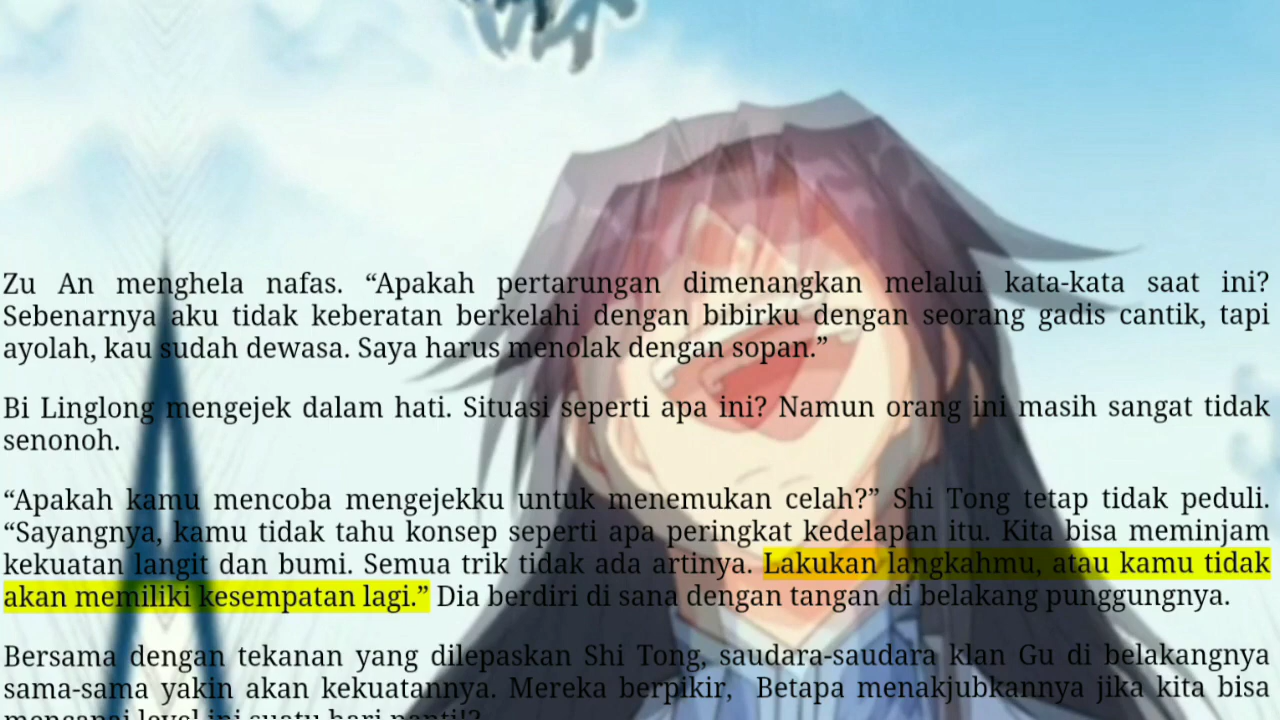 Zu An menghela nafas. “Apakah pertarungan dimenangkan melalui kata-kata saat ini?
Sebenarnya aku tidak keberatan berkelahi dengan bibirku dengan seorang gadis cantik, tapi
ayolah, kau sudah dewasa. Saya harus menolak dengan sopan.”
Bi Linglong mengejek dalam hati. Situasi seperti apa ini? Namun orang ini masih sangat tidak
senonoh.
“Apakah kamu mencoba mengejekku untuk menemukan celah?” Shi Tong tetap tidak peduli.
“Sayangnya, kamu tidak tahu konsep seperti apa peringkat kedelapan itu. Kita bisa meminjam
kekuatan langit dan bumi. Semua trik tidak ada artinya. Lakukan langkahmu, atau kamu tidak
akan memiliki kesempatan lagi.” Dia berdiri di sana dengan tangan di belakang punggungnya.
Bersama dengan tekanan yang dilepaskan Shi Tong, saudara-saudara klan Gu di belakangnya
sama-sama yakin akan kekuatannya. Mereka berpikir, Betapa menakjubkannya jika kita bisa
mencapai level ini suatu hari nanti!?